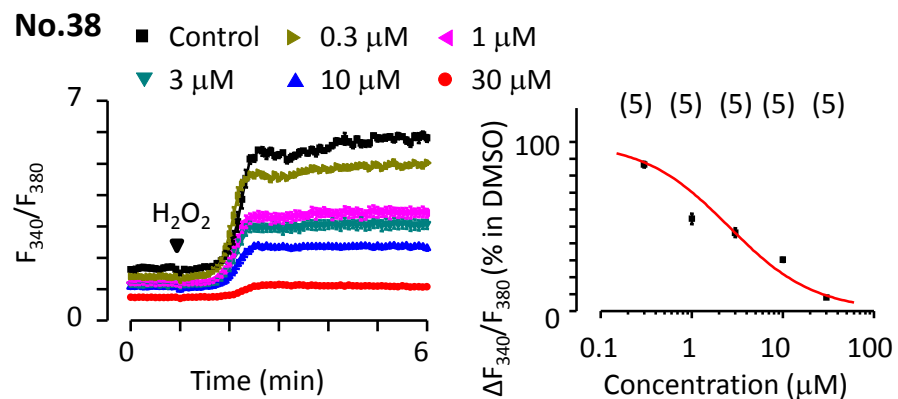 No.38
Control 0.3 μM 1 μM
3 μM 10 μM 30 μM
7
0
F340/F380
H2O2
0 6
Time (min)
(5) (5) (5) (5) (5)
100
0
ΔF340/F380 (% in DMISO)
0.1 1 10 100
Concentration (μM)